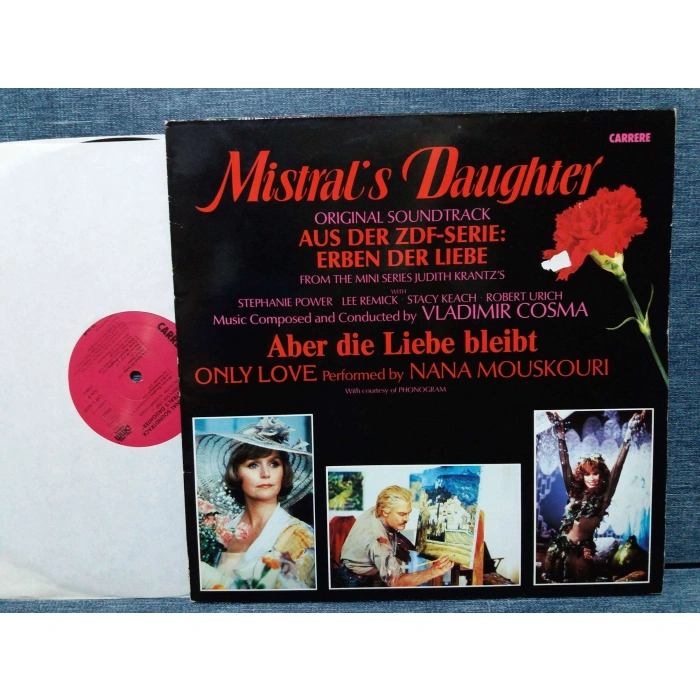 CARRERE
Mistral's Daughter
ORIGINAL SOUNDTRACK
AUS DER ZDF-SERIE:
ERBEN DER LIEBE
FROM THE MINI SERIES JUDITH KRANTZ'S
WITH
STEPHANIE POWER · LEE REMICK · STACY KEACH · ROBERT URICH
Music Composed and Conducted by VLADIMIR COSMA
Aber die Liebe bleibt
ONLY LOVE Performed by NANA MOUSKOURI
With courtesy of PHONOGRAM
CARRERE